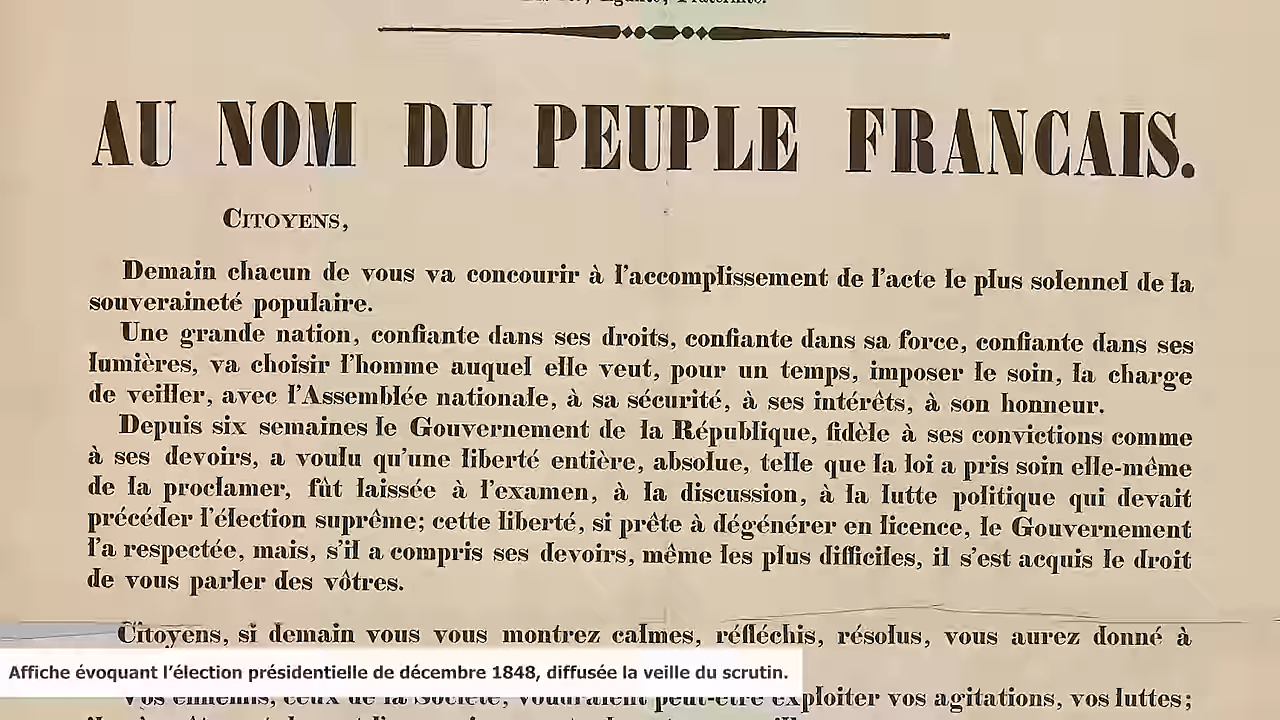 Égalité, Fraternité.
AU NOM DU PEUPLE FRANCAIS.
CITOYENS,
Demain chacun de vous va concourir à l'accomplissement de l'acte le plus solennel de la
souveraineté populaire.
Une grande nation, confiante dans ses droits, confiante dans sa force, confiante dans ses
lumières, va choisir l'homme auquel elle veut, pour un temps, imposer le soin, la charge
de veiller, avec l'Assemblée nationale, à sa sécurité, à ses intérêts, à son honneur.
Depuis six semaines le Gouvernement de la République, fidèle à ses convictions comme
à ses devoirs, a voulu qu'une liberté entière, absolue, telle que la loi a pris soin elle-même
de la proclamer, fût laissée à l'examen, à la discussion, à la lutte politique qui devait
précéder l'élection suprême; cette liberté, si prête à dégénérer en licence, le Gouvernement
l'a respectée, mais, s'il a compris ses devoirs, même les plus difficiles, il s'est acquis le droit
de vous parler des vôtres.
Citoyens, si demain vous vous montrez calmes, réfléchis, résolus, vous aurez donné à
Affiche évoquant l'élection présidentielle de décembre 1848, diffusée la veille du scrutin.
Vos ennemis, ceux de la Société, voudraient peut-être exploiter vos agitations, vos luttes;